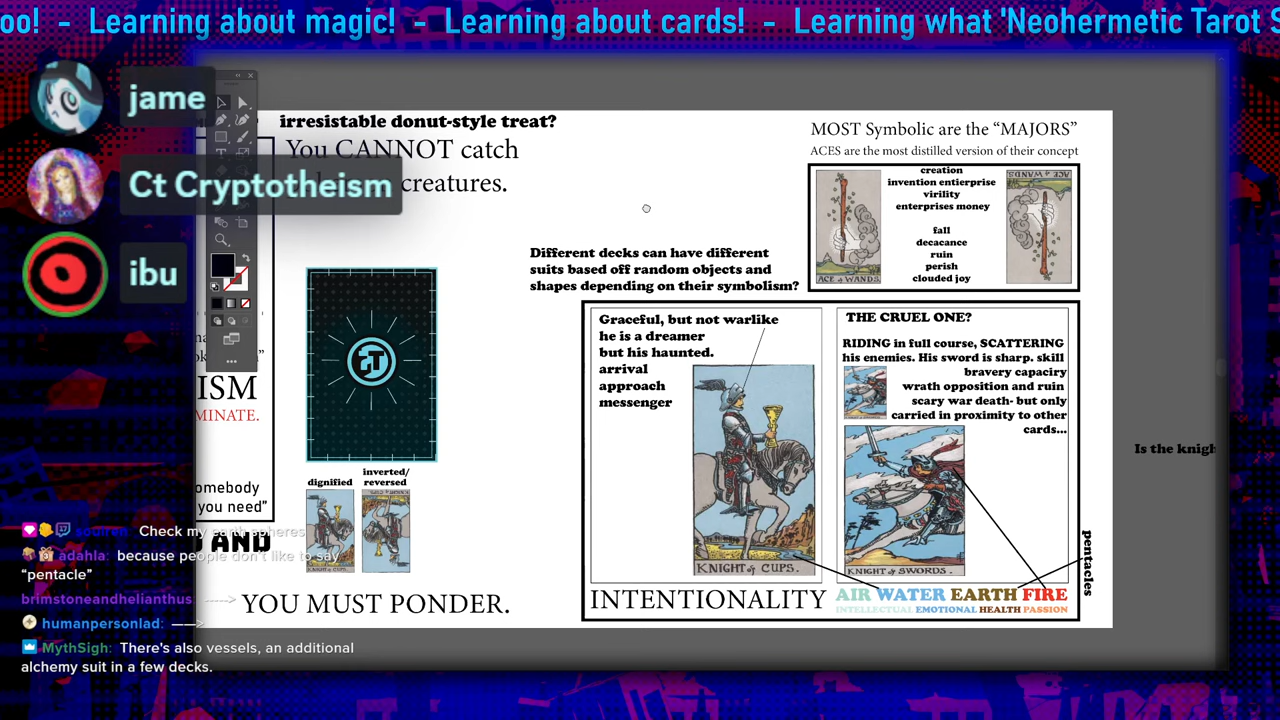 oo! - Learning about magic! - Learning about cards! - Learning what 'Neohermetic Tarot S
jame
Ct Cryptotheism
ibu
irresistable donut-style treat?
You CANNOT catch
creatures.
MOST Symbolic are the “MAJORS”
ACES are the most distilled version of their concept
creation
invention entierprise
virility
enterprises money
fall
decacance
ruin
perish
clouded joy
ACE of WANDS.
ACE of WANDS.
Different decks can have different
suits based off random objects and
shapes depending on their symbolism?
Graceful, but not warlike
he is a dreamer
but his haunted.
arrival
approach
messenger
KNIGHT of CUPS.
THE CRUEL ONE?
RIDING in full course, SCATTERING
his enemies. His sword is sharp. skill
bravery capaciry
wrath opposition and ruin
scary war death- but only
carried in proximity to other
cards...
KNIGHT of SWORDS.
Is the knigh
pentacles
INTENTIONALITY
AIR WATER EARTH FIRE
INTELLECTUAL EMOTIONAL HEALTH PASSION
ISM
MINATE.
omebody
you need”
AND
dignified
inverted/
reversed
KNIGHT of CUPS.
YOU MUST PONDER.
Check my earth spheres
adahla: because people don't like to say
“pentacle”
brimstoneandhelianthus: ---->
humanpersonlad: —–>
MythSigh: There's also vessels, an additional
alchemy suit in a few decks.